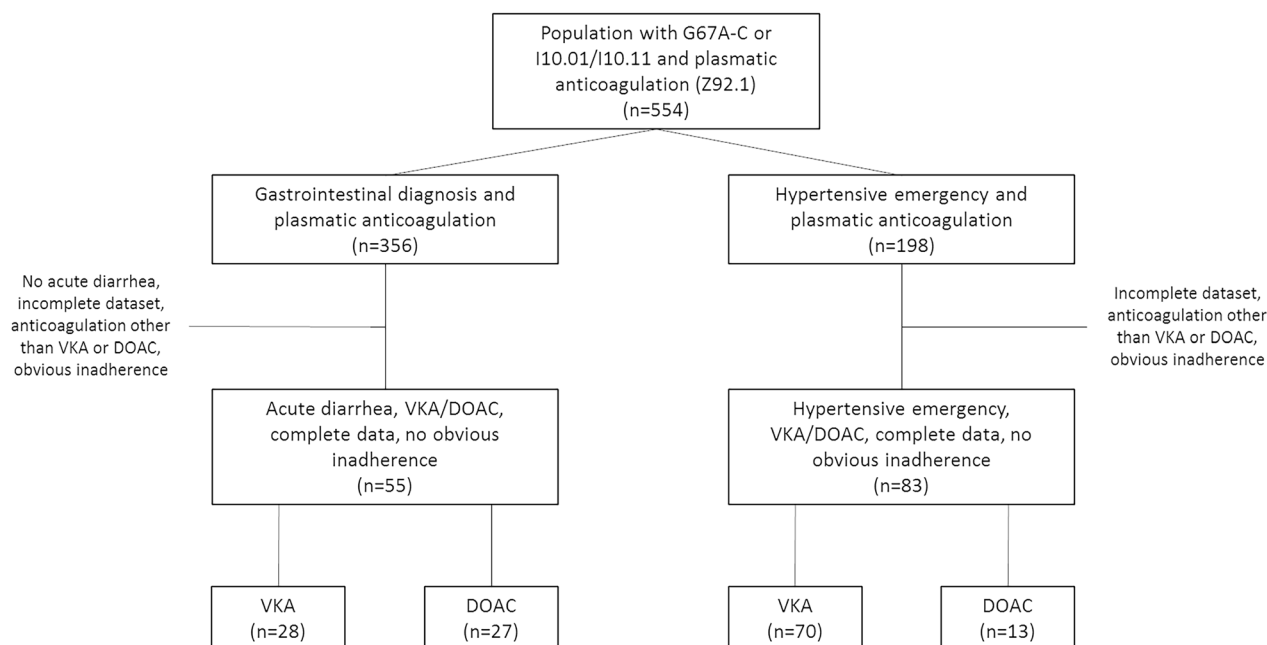 Population with G67A-C or
I10.01/I10.11 and plasmatic
anticoagulation (Z92.1)
(n=554)
Gastrointestinal diagnosis and
plasmatic anticoagulation
(n=356)
Hypertensive emergency and
plasmatic anticoagulation
(n=198)
No acute diarrhea,
incomplete dataset,
anticoagulation other
than VKA or DOAC,
obvious inadherence
Incomplete dataset,
anticoagulation other
than VKA or DOAC,
obvious inadherence
Acute diarrhea, VKA/DOAC,
complete data, no obvious
inadherence
(n=55)
Hypertensive emergency,
VKA/DOAC, complete data, no
obvious inadherence
(n=83)
VKA
(n=28)
DOAC
(n=27)
VKA
(n=70)
DOAC
(n=13)